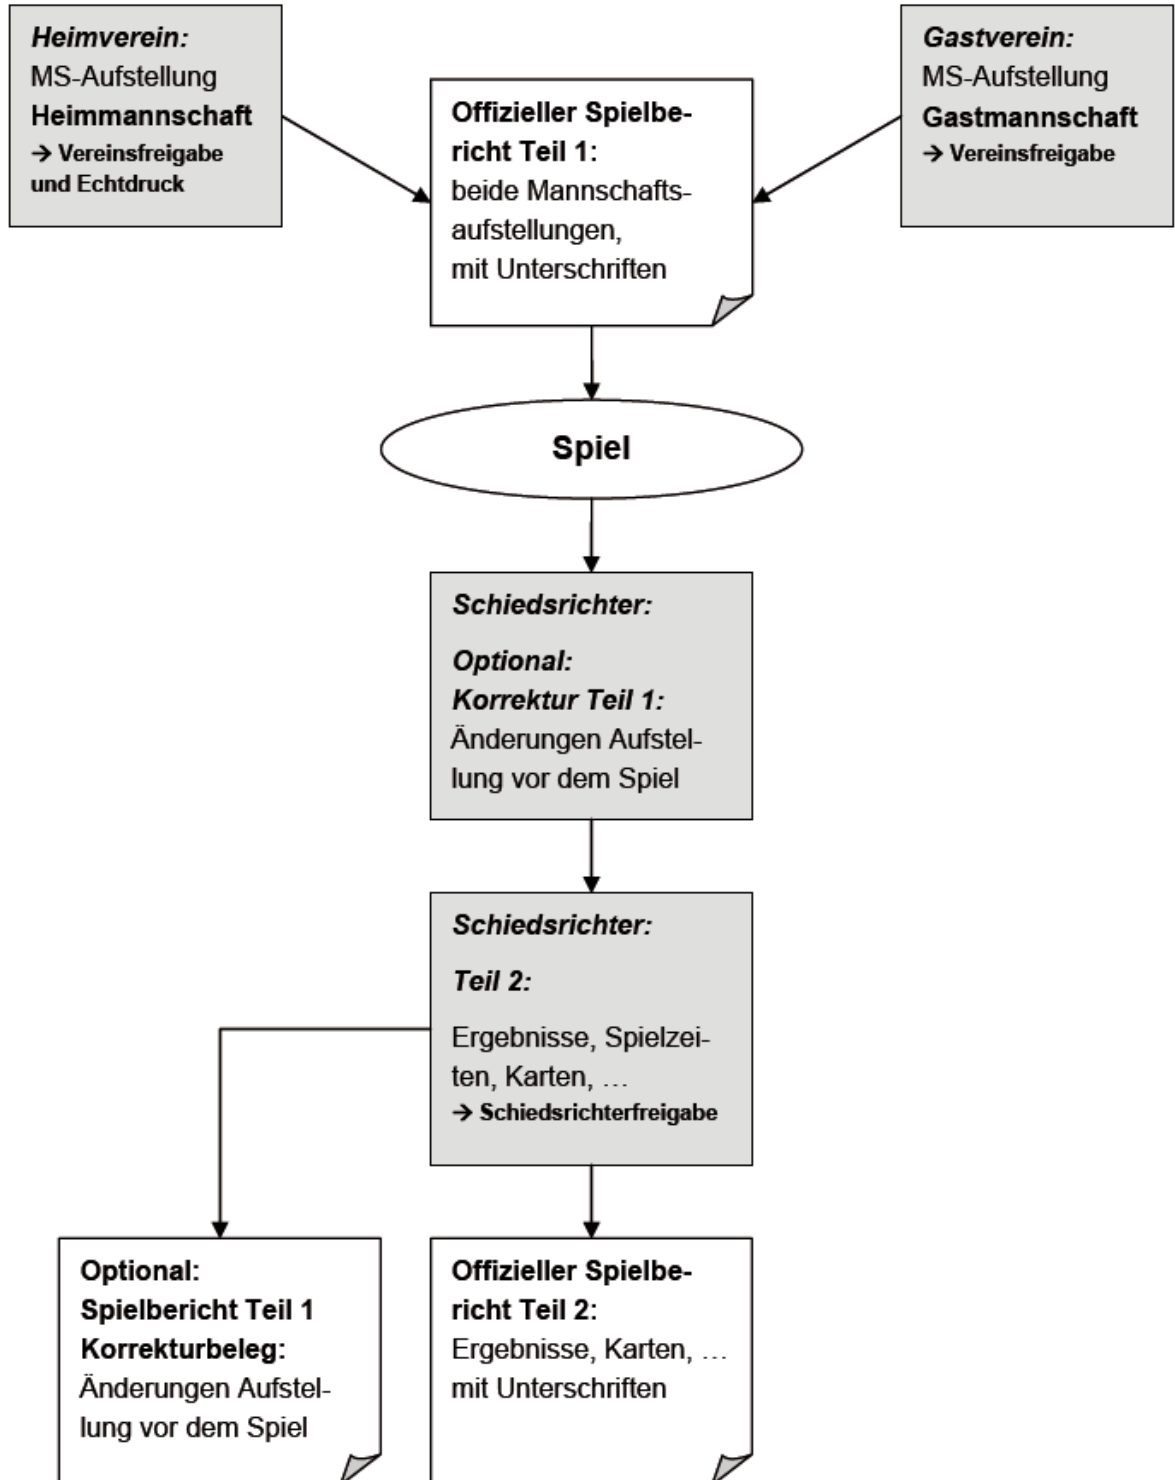 Heimverein:
MS-Aufstellung
Heimmannschaft
→ Vereinsfreigabe
und Echtdruck
Gastverein:
MS-Aufstellung
Gastmannschaft
→ Vereinsfreigabe
Offizieller Spielbe-
richt Teil 1:
beide Mannschafts-
aufstellungen,
mit Unterschriften
Spiel
Schiedsrichter:
Optional:
Korrektur Teil 1:
Änderungen Aufstel-
lung vor dem Spiel
Schiedsrichter:
Teil 2:
Ergebnisse, Spielzei-
ten, Karten, …
→ Schiedsrichterfreigabe
Optional:
Spielbericht Teil 1
Korrekturbeleg:
Änderungen Aufstel-
lung vor dem Spiel
Offizieller Spielbe-
richt Teil 2:
Ergebnisse, Karten, …
mit Unterschriften